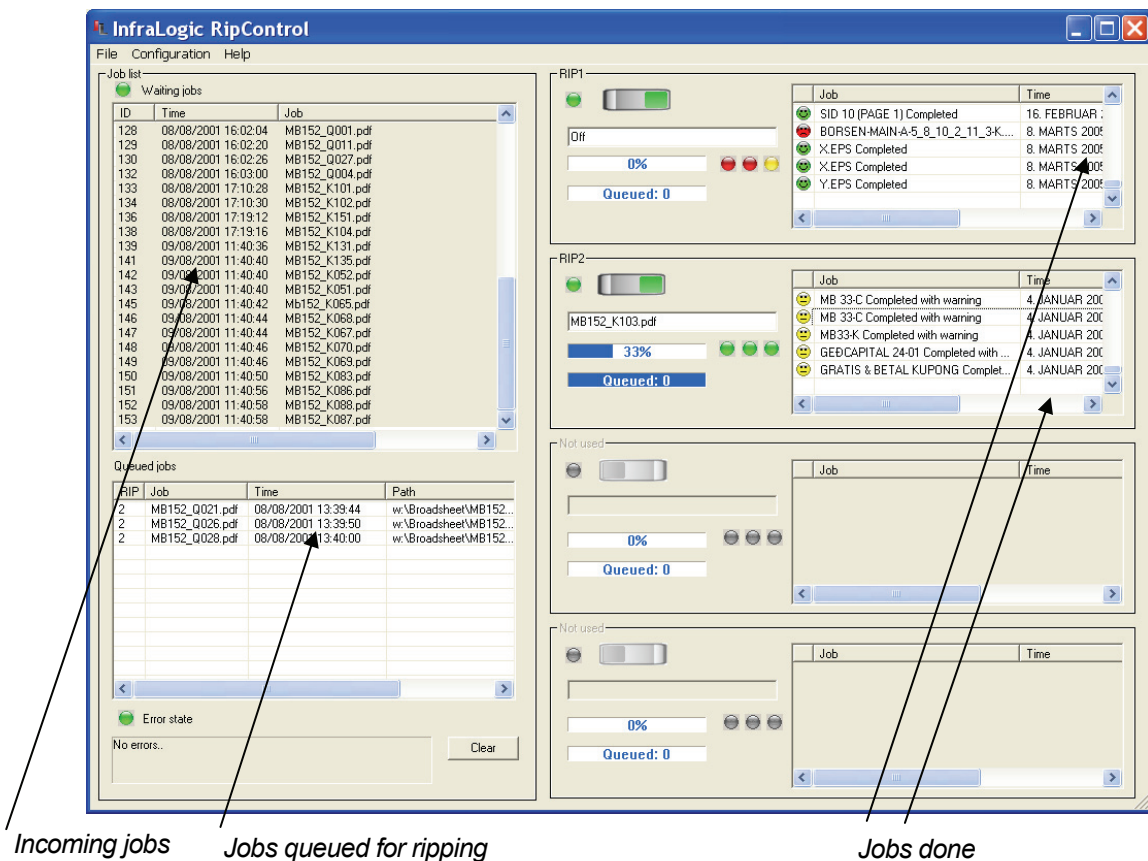 InfraLogic RipControl
File Configuration Help
Job list
Waiting jobs
ID Time Job
128 08/08/2001 16:02:04 MB152_Q001.pdf
129 08/08/2001 16:02:20 MB152_Q011.pdf
130 08/08/2001 16:02:26 MB152_Q027.pdf
132 08/08/2001 16:03:00 MB152_Q004.pdf
133 08/08/2001 17:10:28 MB152_K101.pdf
134 08/08/2001 17:10:30 MB152_K102.pdf
136 08/08/2001 17:19:12 MB152_K151.pdf
138 08/08/2001 17:19:16 MB152_K104.pdf
139 09/08/2001 11:40:36 MB152_K131.pdf
141 09/08/2001 11:40:40 MB152_K135.pdf
142 09/08/2001 11:40:40 MB152_K052.pdf
143 09/08/2001 11:40:40 MB152_K051.pdf
145 09/08/2001 11:40:42 Mb152_K065.pdf
146 09/08/2001 11:40:44 MB152_K068.pdf
147 09/08/2001 11:40:44 MB152_K067.pdf
148 09/08/2001 11:40:46 MB152_K070.pdf
149 09/08/2001 11:40:46 MB152_K069.pdf
150 09/08/2001 11:40:50 MB152_K083.pdf
151 09/08/2001 11:40:56 MB152_K086.pdf
152 09/08/2001 11:40:58 MB152_K088.pdf
153 09/08/2001 11:40:58 MB152_K087.pdf
Queued jobs
RIP Job Time Path
2 MB152_Q021.pdf 08/08/2001 13:39:44 w:\Broadsheet\MB152...
2 MB152_Q026.pdf 08/08/2001 13:39:50 w:\Broadsheet\MB152...
2 MB152_Q028.pdf 08/08/2001 13:40:00 w:\Broadsheet\MB152...
Error state
No errors..
Clear
RIP1
Off
0%
Queued: 0
Job Time
SID 10 (PAGE 1) Completed 16. FEBRUAR
BORSEN-MAIN-A-5_8_10_2_11_3-K.... 8. MARTS 2005
X.EPS Completed 8. MARTS 2005
X.EPS Completed 8. MARTS 2005
Y.EPS Completed 8. MARTS 2005
RIP2
MB152_K103.pdf
33%
Queued: 0
Job Time
MB 33-C Completed with warning 4. JANUAR 200
MB 33-C Completed with warning 4. JANUAR 200
MB33-K Completed with warning 4. JANUAR 200
GEÐCAPITAL 24-01 Completed with ... 4. JANUAR 200
GRATIS & BETAL KUPONG Complet... 4. JANUAR 200
Not used
0%
Queued: 0
Job Time
Not used
0%
Queued: 0
Job Time
Incoming jobs
Jobs queued for ripping
Jobs done